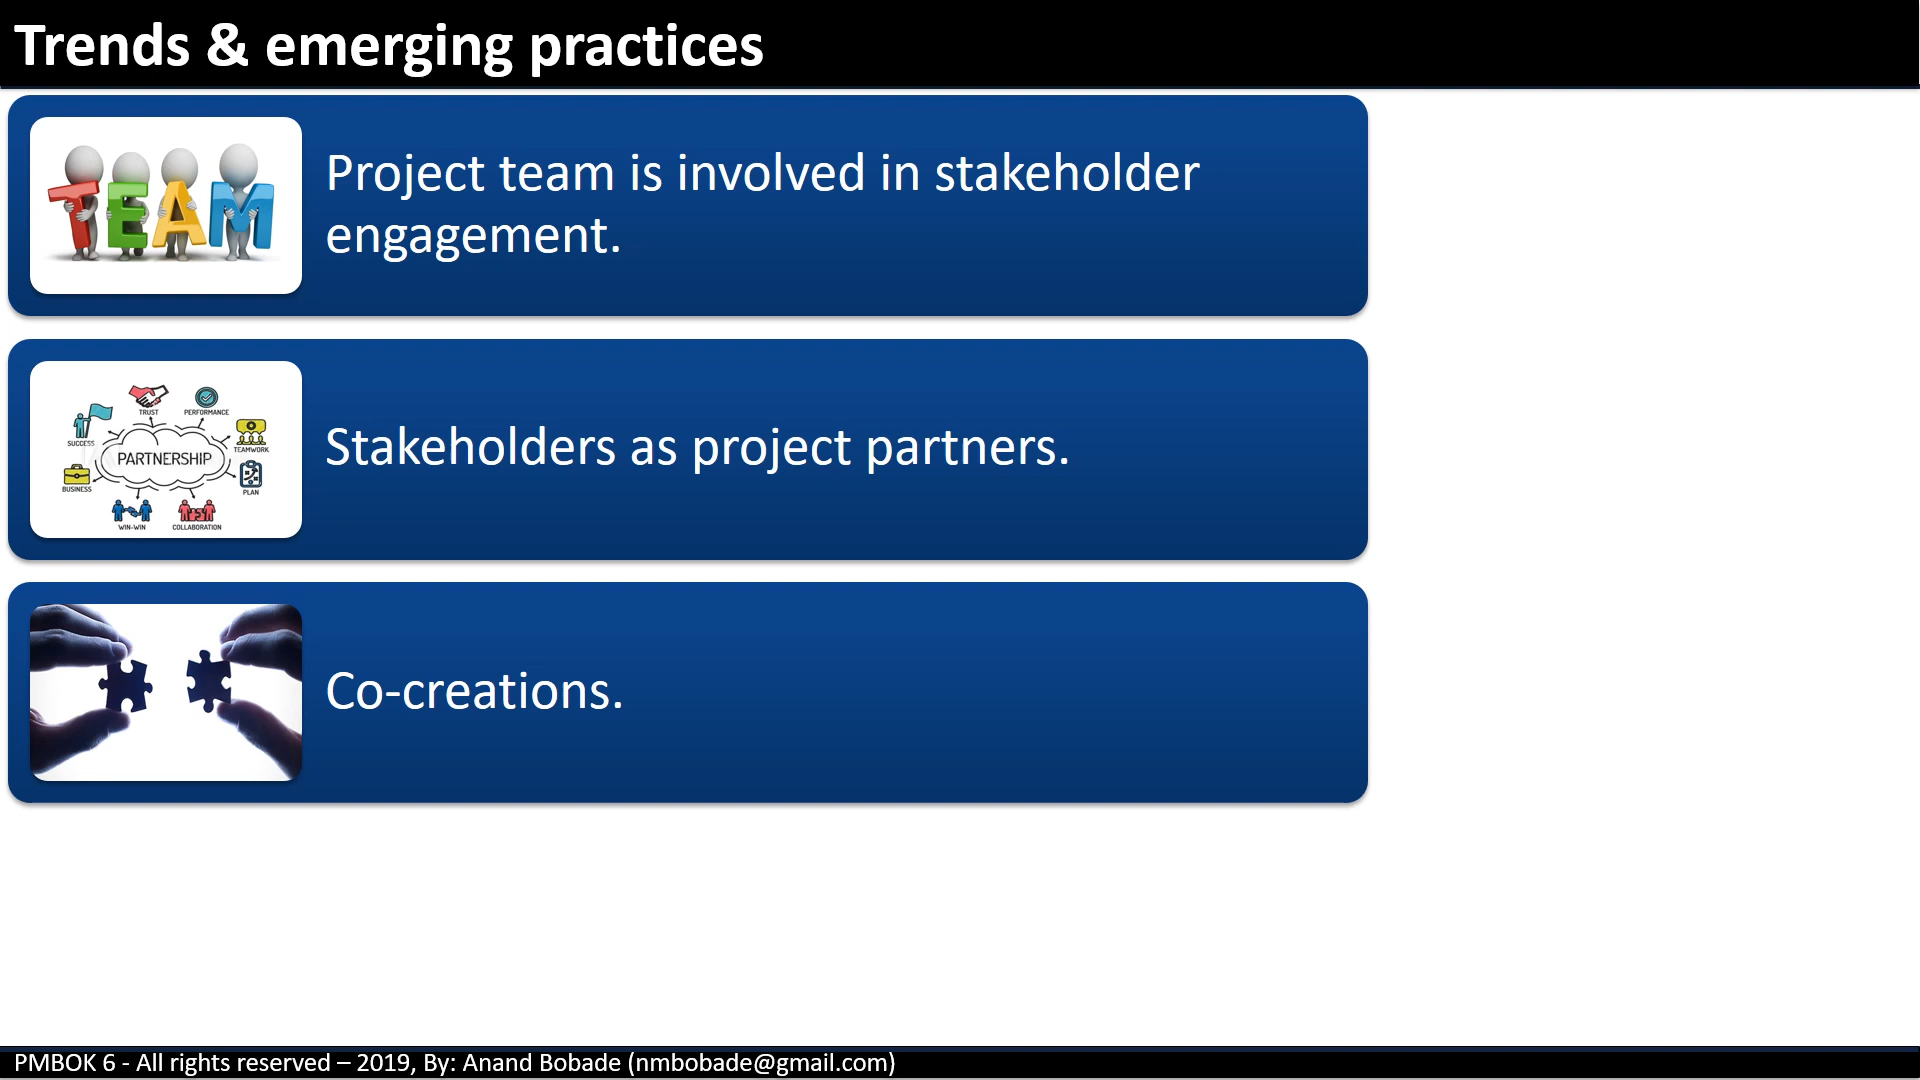 Trends & emerging practices
TEAM
Project team is involved in stakeholder
engagement.
TRUST
PERFORMANCE
SUCCESS
TEAMWORK
PARTNERSHIP
BUSINESS
PLAN
WIN-WIN
COLLABORATION
Stakeholders as project partners.
Co-creations.
PMBOK 6 - All rights reserved – 2019, By: Anand Bobade (nmbobade@gmail.com)